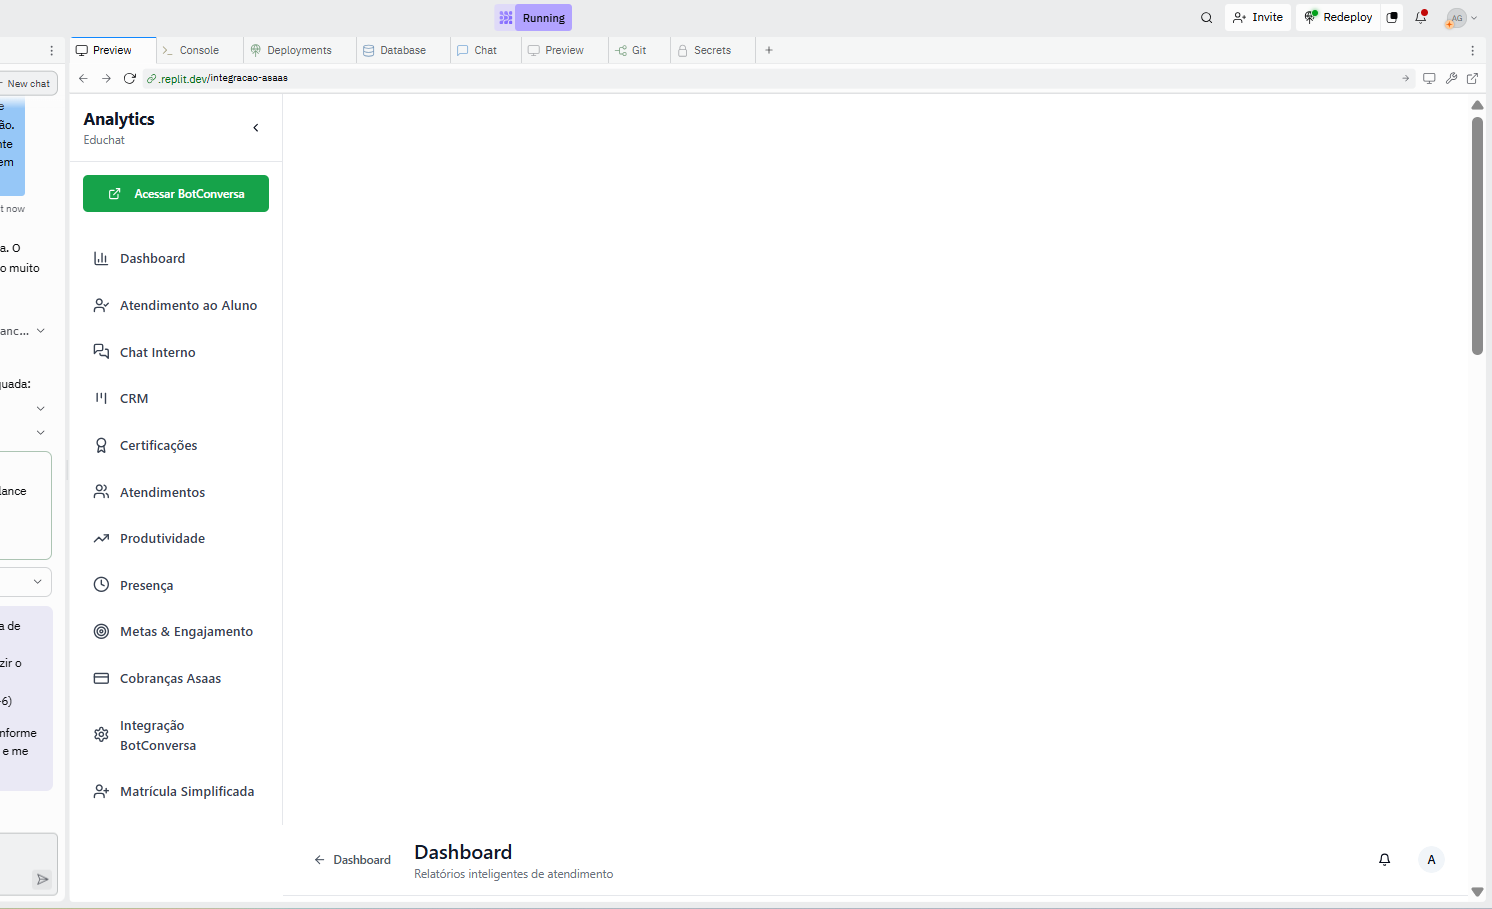 Running
Invite
Redeploy
AG
Preview
Console
Deployments
Database
Chat
Preview
Git
Secrets
New chat
.replit.dev/integracao-asaas
e
ão.
nte
em
t now
a. O
o muito
anc...
uada:
lance
a de
zir o
-6)
nforme
e me
Analytics
Educhat
Acessar BotConversa
Dashboard
Atendimento ao Aluno
Chat Interno
CRM
Certificações
Atendimentos
Produtividade
Presença
Metas & Engajamento
Cobranças Asaas
Integração
BotConversa
Matrícula Simplificada
Dashboard
Dashboard
Relatórios inteligentes de atendimento
A